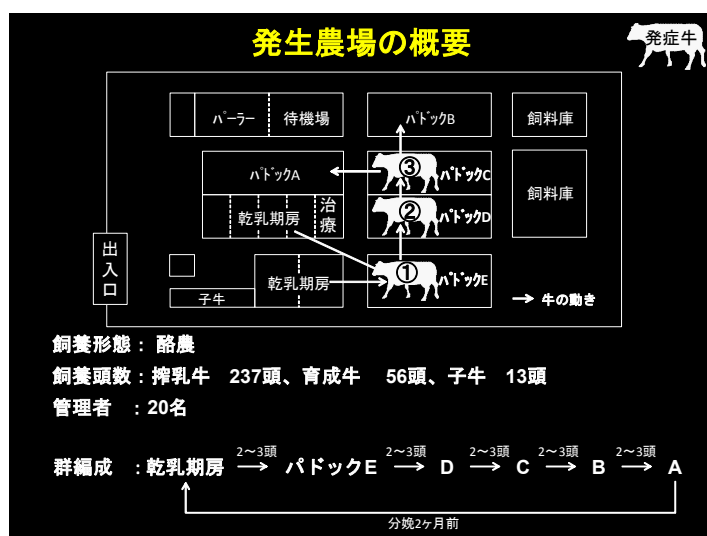 発生農場の概要
発症牛
パーラー
待機場
パドックB
飼料庫
パドックA
③
パドックC
飼料庫
乾乳期房
治療
②
パドックD
出入口
子牛
乾乳期房
①
パドックE
→ 牛の動き
飼養形態： 酪農
飼養頭数：搾乳牛　237頭、育成牛　56頭、子牛　13頭
管理者　：20名
2～3頭 2～3頭 2～3頭 2～3頭 2～3頭
群編成　：乾乳期房 → パドックE → D → C → B → A
分娩2ヶ月前